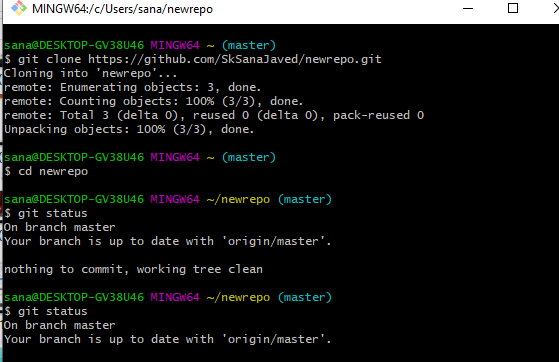 MINGW64:/c/Users/sana/newrepo
sana@DESKTOP-GV38U46 MINGW64 ~ (master)
$ git clone https://github.com/SkSanaJaved/newrepo.git
Cloning into 'newrepo'...
remote: Enumerating objects: 3, done.
remote: Counting objects: 100% (3/3), done.
remote: Total 3 (delta 0), reused 0 (delta 0), pack-reused 0
Unpacking objects: 100% (3/3), done.
sana@DESKTOP-GV38U46 MINGW64 ~ (master)
$ cd newrepo
sana@DESKTOP-GV38U46 MINGW64 ~/newrepo (master)
$ git status
On branch master
Your branch is up to date with 'origin/master'.
nothing to commit, working tree clean
sana@DESKTOP-GV38U46 MINGW64 ~/newrepo (master)
$ git status
On branch master
Your branch is up to date with 'origin/master'.